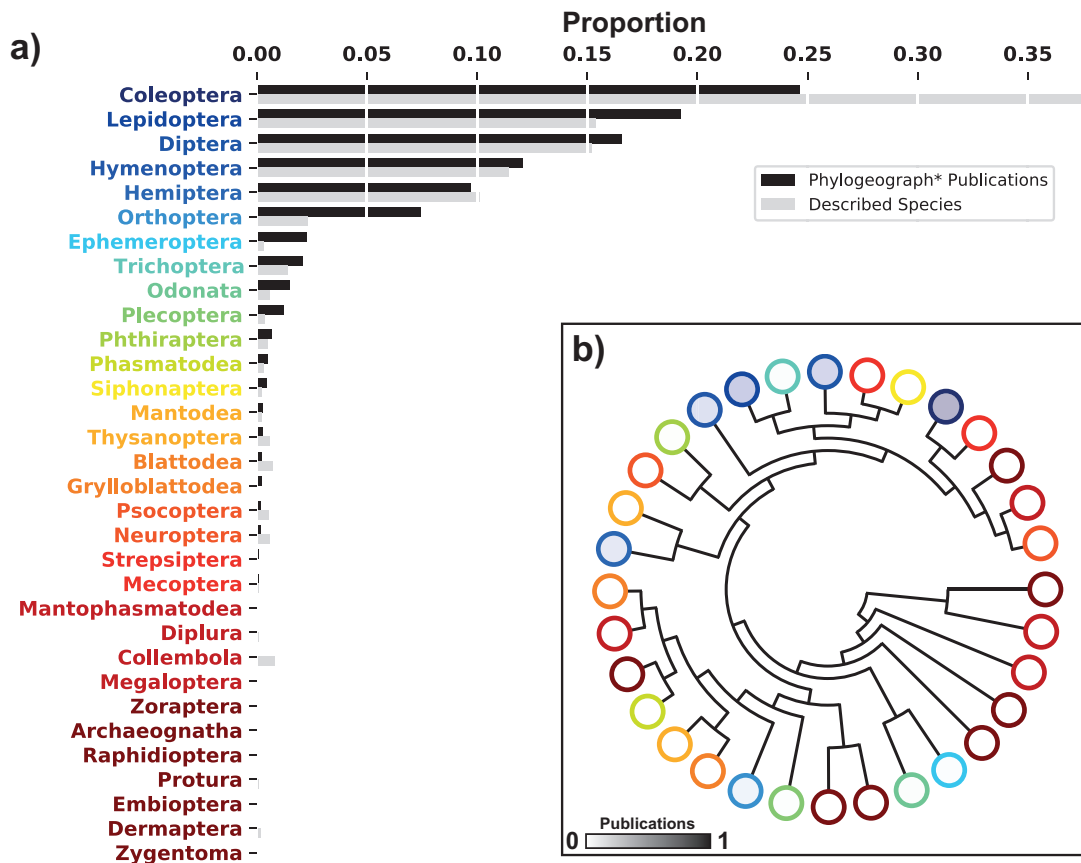 a)
Proportion
0.00 0.05 0.10 0.15 0.20 0.25 0.30 0.35
Coleoptera
Lepidoptera
Diptera
Hymenoptera
Hemiptera
Orthoptera
Ephemeroptera
Trichoptera
Odonata
Plecoptera
Phthiraptera
Phasmatodea
Siphonaptera
Mantodea
Thysanoptera
Blattodea
Grylloblattodea
Psocoptera
Neuroptera
Strepsiptera
Mecoptera
Mantophasmatodea
Diplura
Collembola
Megaloptera
Zoraptera
Archaeognatha
Raphidioptera
Protura
Embioptera
Dermaptera
Zygentoma
Phylogeograph* Publications
Described Species
b)
Publications
0 1